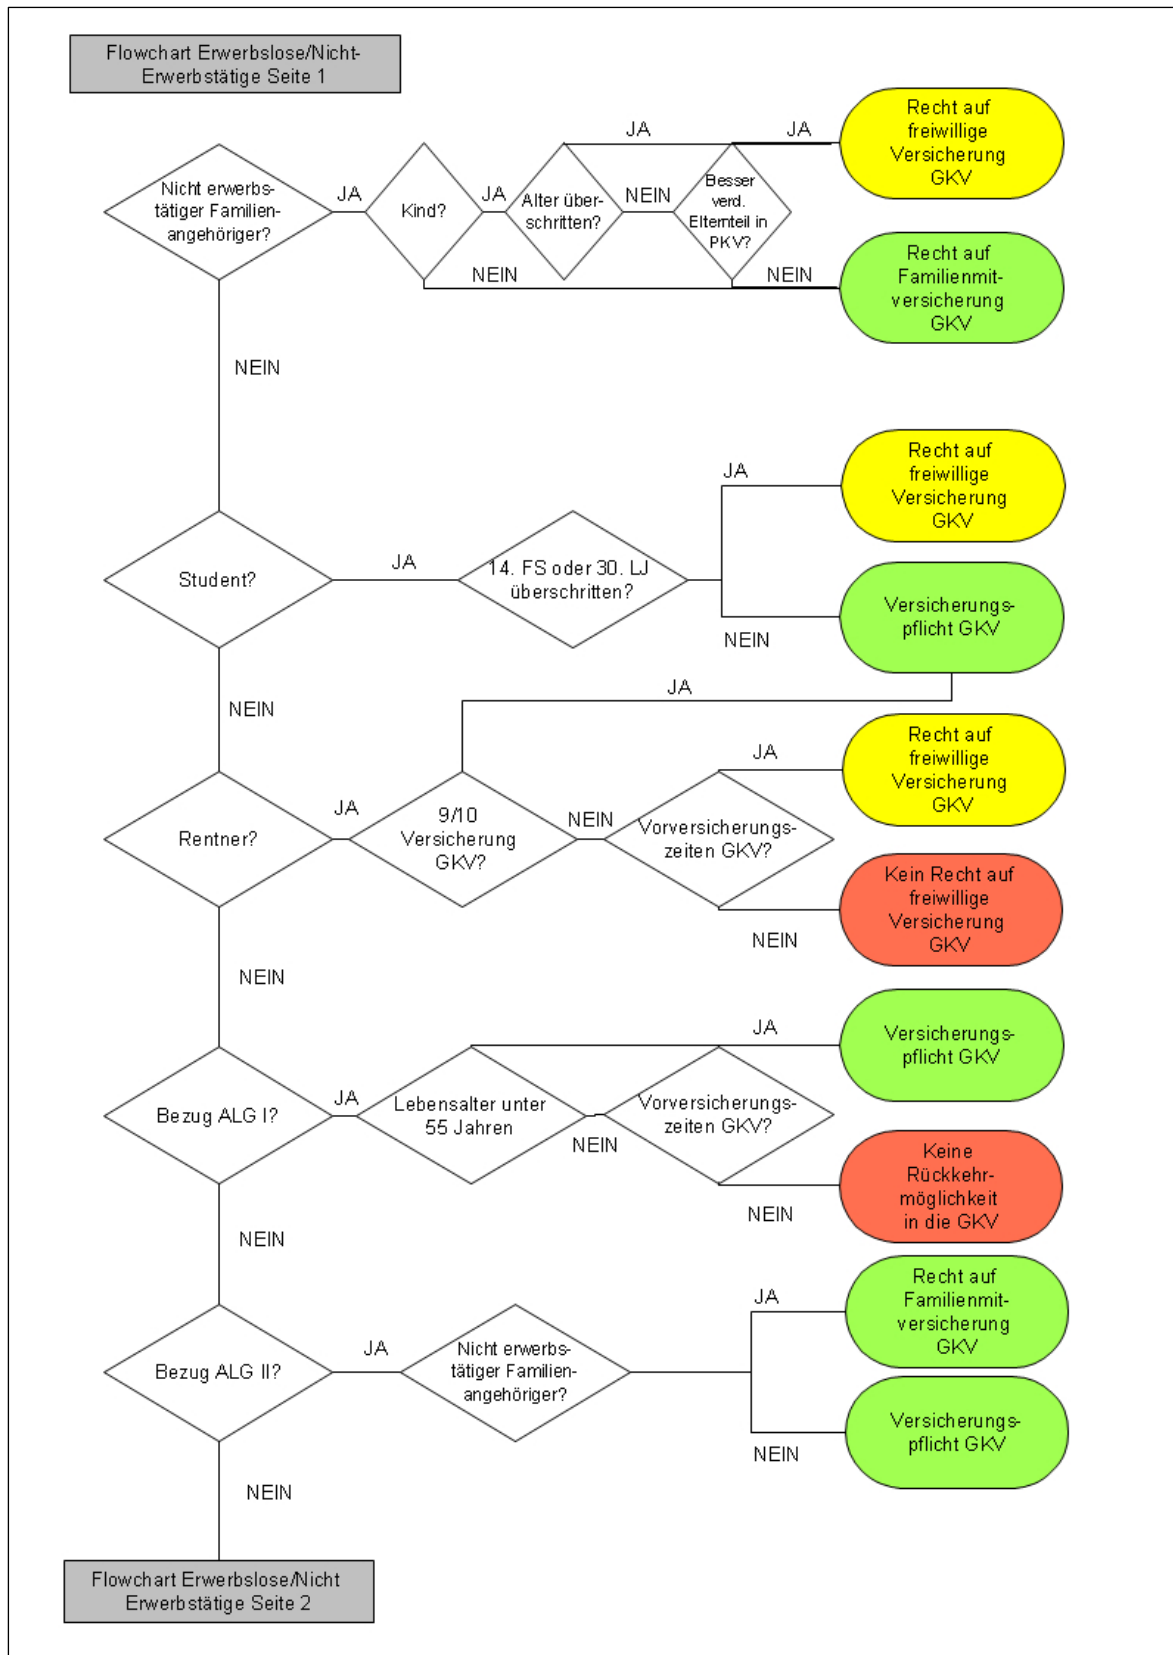 Flowchart Erwerbslose/Nicht-
Erwerbstätige Seite 1
Nicht erwerbs-
tätiger Familien-
angehöriger?
JA
Kind?
JA
Alter über-
schritten?
JA
NEIN
Besser
verd.
Elternteil in
PKV?
JA
Recht auf
freiwillige
Versicherung
GKV
NEIN
NEIN
Recht auf
Familienmit-
versicherung
GKV
NEIN
Student?
JA
14. FS oder 30. LJ
überschritten?
JA
Recht auf
freiwillige
Versicherung
GKV
NEIN
Versicherungs-
pflicht GKV
NEIN
JA
Rentner?
JA
9/10
Versicherung
GKV?
NEIN
Vorversicherungs-
zeiten GKV?
JA
Recht auf
freiwillige
Versicherung
GKV
NEIN
Kein Recht auf
freiwillige
Versicherung
GKV
NEIN
Bezug ALG I?
JA
Lebensalter unter
55 Jahren
NEIN
Vorversicherungs-
zeiten GKV?
JA
Versicherungs-
pflicht GKV
NEIN
Keine
Rückkehr-
möglichkeit
in die GKV
NEIN
Bezug ALG II?
JA
Nicht erwerbs-
tätiger Familien-
angehöriger?
JA
Recht auf
Familienmit-
versicherung
GKV
NEIN
Versicherungs-
pflicht GKV
NEIN
Flowchart Erwerbslose/Nicht
Erwerbstätige Seite 2